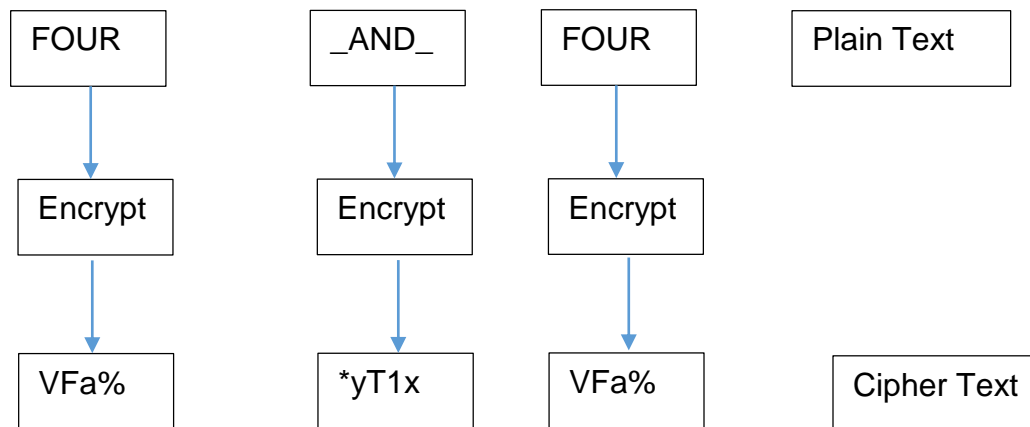 FOUR _AND_ FOUR Plain Text
Encrypt Encrypt Encrypt
VFa% *yT1x VFa% Cipher Text